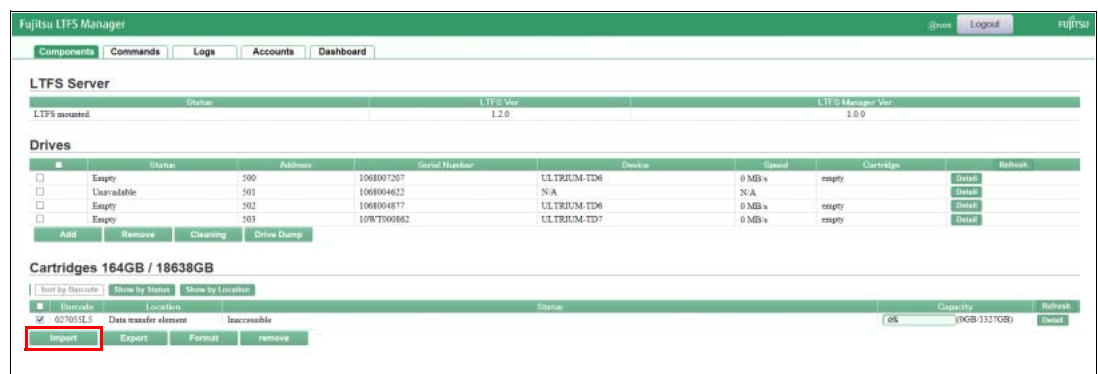 Fujitsu LTFS Manager @root Logout FUJITSU
Components Commands Logs Accounts Dashboard
LTFS Server
Status LTFS Ver LTFS Manager Ver
LTFS mounted 1.2.0 1.0.0
Drives
Status Address Serial Number Device Speed Cartridge Refresh
Empty 500 1068007207 ULTRIUM-TD6 0 MB/s empty Detail
Unavailable 501 1068004622 N/A N/A Detail
Empty 502 1068004877 ULTRIUM-TD6 0 MB/s empty Detail
Empty 503 10WT000862 ULTRIUM-TD7 0 MB/s empty Detail
Add Remove Cleaning Drive Dump
Cartridges 164GB / 18638GB
Sort by Barcode Show by Status Show by Location
Barcode Location Status Capacity Refresh
027055L5 Data transfer element Inaccessible 0% (0GB/1327GB) Detail
Import Export Format remove